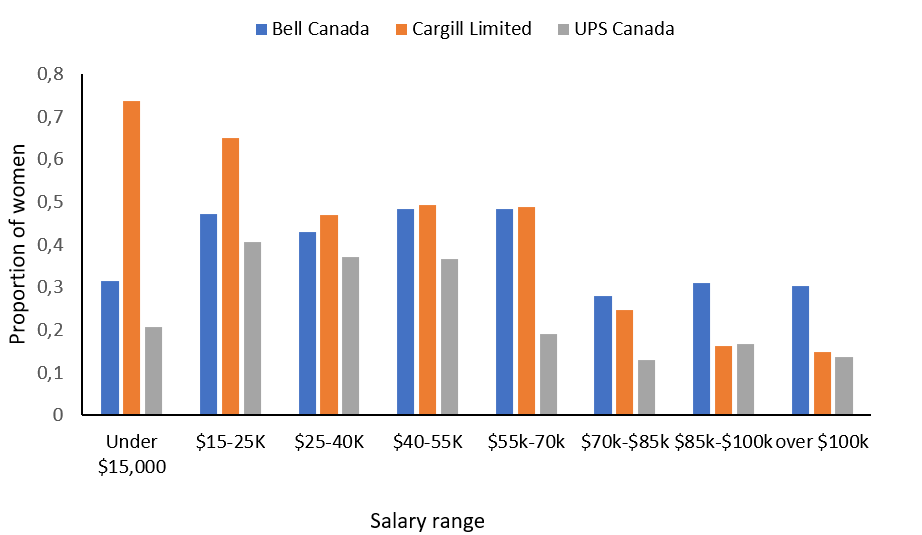 Bell Canada Cargill Limited UPS Canada
0,8
0,7
0,6
0,5
0,4
0,3
0,2
0,1
0
Proportion of women
Under $15,000 $15-25K $25-40K $40-55K $55k-70k $70k-$85k $85k-$100k over $100k
Salary range